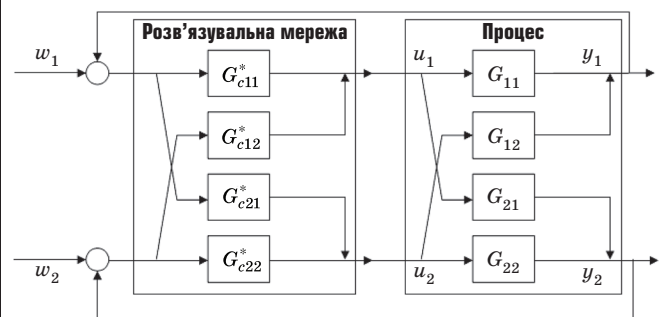 Розв’язувальна мережа Процес
w₁ G*c11 u₁ G₁₁ y₁
G*c12 G₁₂
G*c21 G₂₁
w₂ G*c22 u₂ G₂₂ y₂